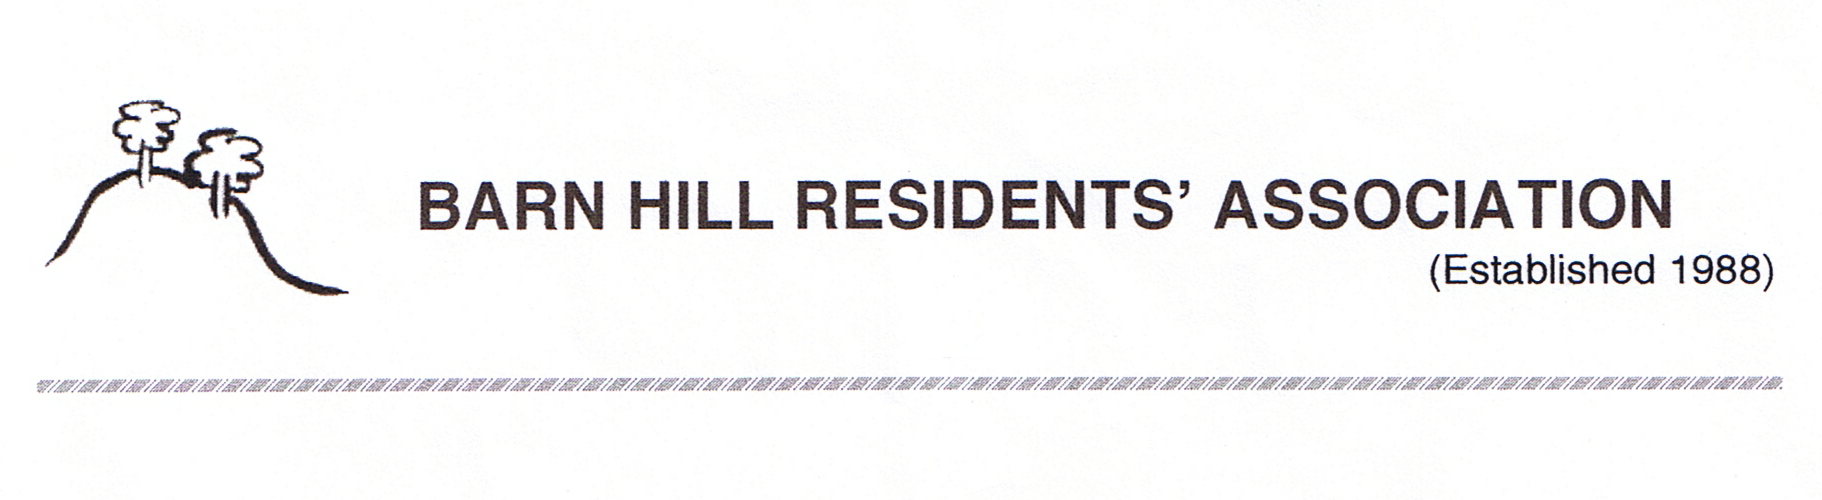 BARN HILL RESIDENTS’ ASSOCIATION
(Established 1988)